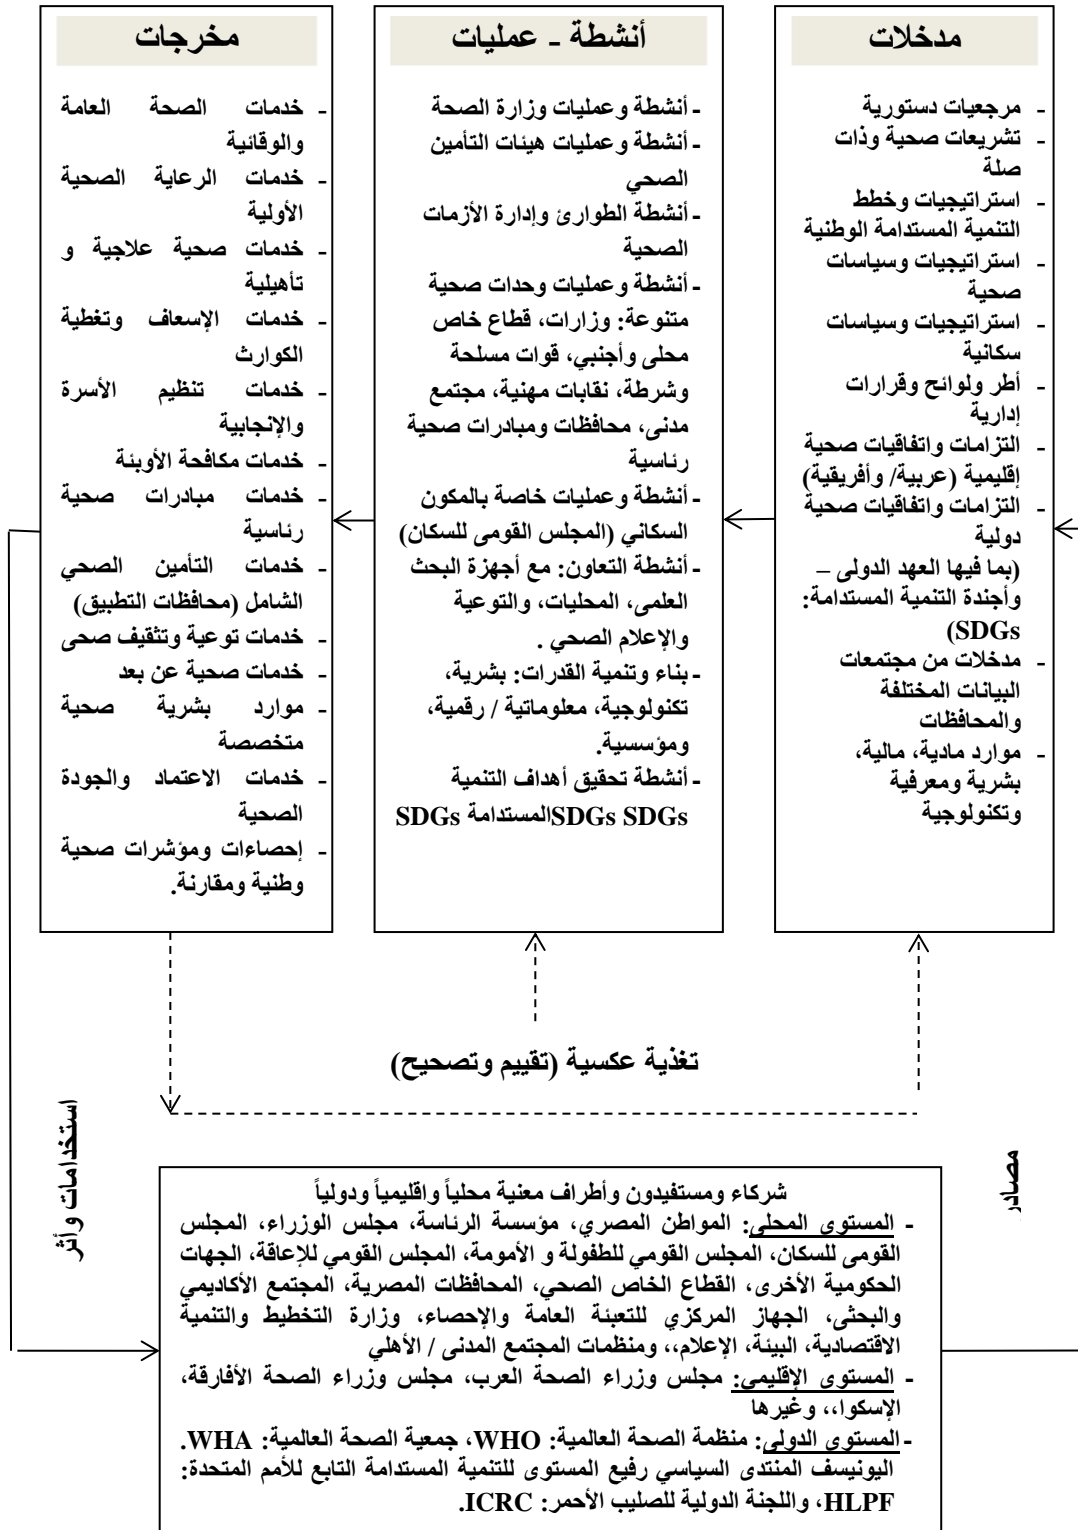 مدخلات
- مرجعيات دستورية
- تشريعات صحية وذات
صلة
- استراتيجيات وخطط
التنمية المستدامة الوطنية
- استراتيجيات وسياسات
صحية
- استراتيجيات وسياسات
سكانية
- أطر ولوائح وقرارات
إدارية
- التزامات واتفاقيات صحية
إقليمية (عربية/ وأفريقية)
- التزامات واتفاقيات صحية
دولية
(بما فيها العهد الدولى –
وأجندة التنمية المستدامة:
SDGs)
- مدخلات من مجتمعات
البيانات المختلفة
والمحافظات
- موارد مادية، مالية،
بشرية ومعرفية
وتكنولوجية
أنشطة - عمليات
- أنشطة وعمليات وزارة الصحة
- أنشطة وعمليات هيئات التأمين
الصحي
- أنشطة الطوارئ وإدارة الأزمات
الصحية
- أنشطة وعمليات وحدات صحية
متنوعة: وزارات، قطاع خاص
محلى وأجنبي، قوات مسلحة
وشرطة، نقابات مهنية، مجتمع
مدنى، محافظات ومبادرات صحية
رئاسية
- أنشطة وعمليات خاصة بالمكون
السكاني (المجلس القومى للسكان)
- أنشطة التعاون: مع أجهزة البحث
العلمى، المحليات، والتوعية
والإعلام الصحي .
- بناء وتنمية القدرات: بشرية،
تكنولوجية، معلوماتية / رقمية،
ومؤسسية.
- أنشطة تحقيق أهداف التنمية
المستدامة SDGs SDGs SDGs
مخرجات
- خدمات الصحة العامة
والوقائية
- خدمات الرعاية الصحية
الأولية
- خدمات صحية علاجية و
تأهيلية
- خدمات الإسعاف وتغطية
الكوارث
- خدمات تنظيم الأسرة
والإنجابية
- خدمات مكافحة الأوبئة
- خدمات مبادرات صحية
رئاسية
- خدمات التأمين الصحي
الشامل (محافظات التطبيق)
- خدمات توعية وتثقيف صحى
- خدمات صحية عن بعد
- موارد بشرية صحية
متخصصة
- خدمات الاعتماد والجودة
الصحية
- إحصاءات ومؤشرات صحية
وطنية ومقارنة.
تغذية عكسية (تقييم وتصحيح)
مصادر
استخدامات وأثر
شركاء ومستفيدون وأطراف معنية محلياً واقليمياً ودولياً
- المستوى المحلى: المواطن المصري، مؤسسة الرئاسة، مجلس الوزراء، المجلس
القومى للسكان، المجلس القومي للطفولة و الأمومة، المجلس القومي للإعاقة، الجهات
الحكومية الأخرى، القطاع الخاص الصحي، المحافظات المصرية، المجتمع الأكاديمي
والبحثى، الجهاز المركزي للتعبئة العامة والإحصاء، وزارة التخطيط والتنمية
الاقتصادية، البيئة، الإعلام،، ومنظمات المجتمع المدنى / الأهلي
- المستوى الإقليمي: مجلس وزراء الصحة العرب، مجلس وزراء الصحة الأفارقة،
الإسكوا،، وغيرها
- المستوى الدولى: منظمة الصحة العالمية: WHO، جمعية الصحة العالمية: WHA.
اليونيسف المنتدى السياسي رفيع المستوى للتنمية المستدامة التابع للأمم المتحدة:
HLPF، واللجنة الدولية للصليب الأحمر: ICRC.